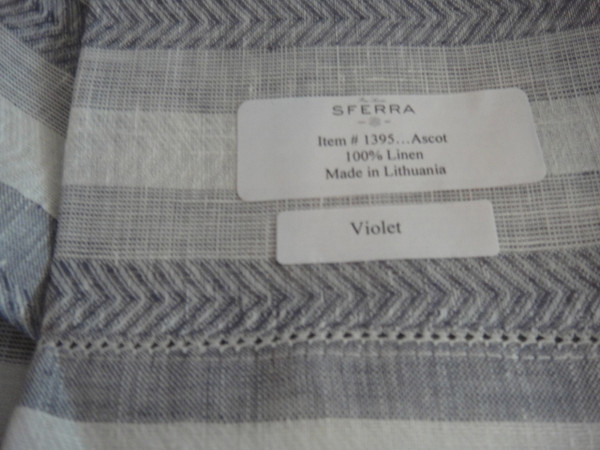 SFERRA
Item # 1395...Ascot
100% Linen
Made in Lithuania
Violet